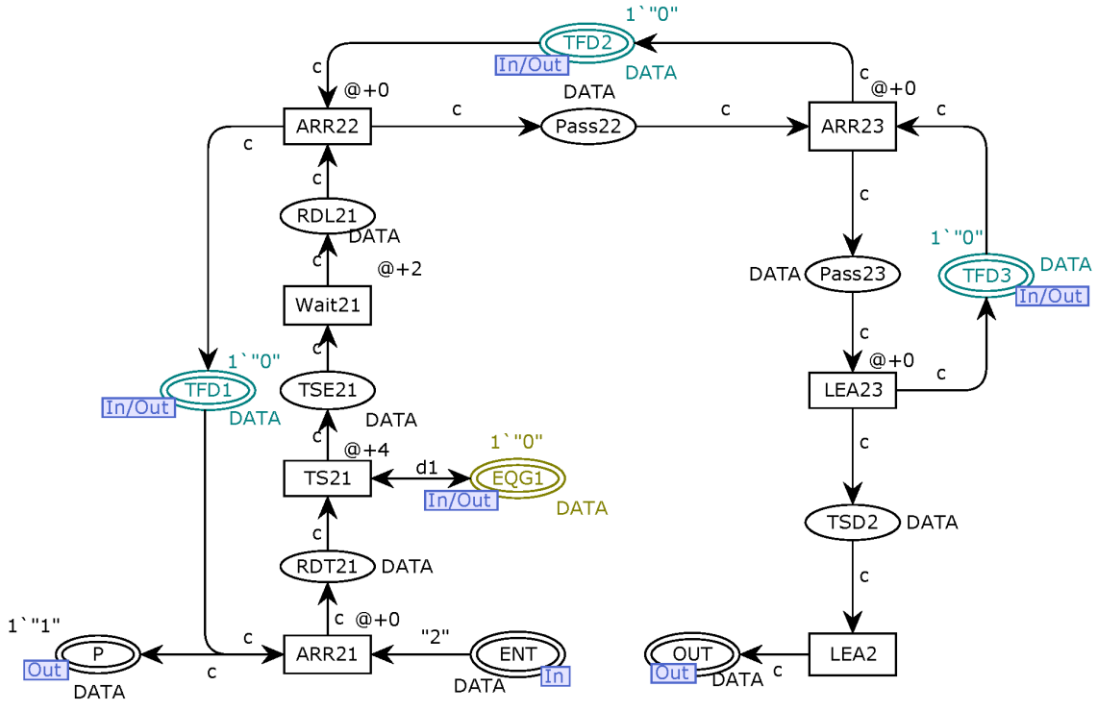 1`"0"
TFD2
In/Out
DATA
c
c
@+0
@+0
DATA
ARR22
c
Pass22
c
ARR23
c
c
c
c
RDL21
DATA
1`"0"
DATA
c
@+2
DATA
Pass23
TFD3
In/Out
Wait21
c
c
1`"0"
@+0
TFD1
In/Out
DATA
TSE21
DATA
LEA23
c
c
@+4
1`"0"
c
TS21
d1
EQG1
In/Out
DATA
c
TSD2
DATA
RDT21
DATA
c
1`"1"
c
@+0
"2"
P
Out
DATA
c
c
ARR21
ENT
In
DATA
OUT
Out
DATA
c
LEA2